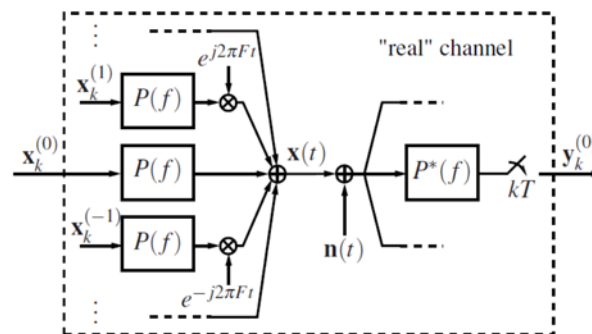 "real" channel
e^{j2πFt}
x_k^{(1)} P(f)
x_k^{(0)} P(f) x(t) P*(f) y_k^{(0)
kT
x_k^{(-1)} P(f)
n(t)
e^{-j2πFt}